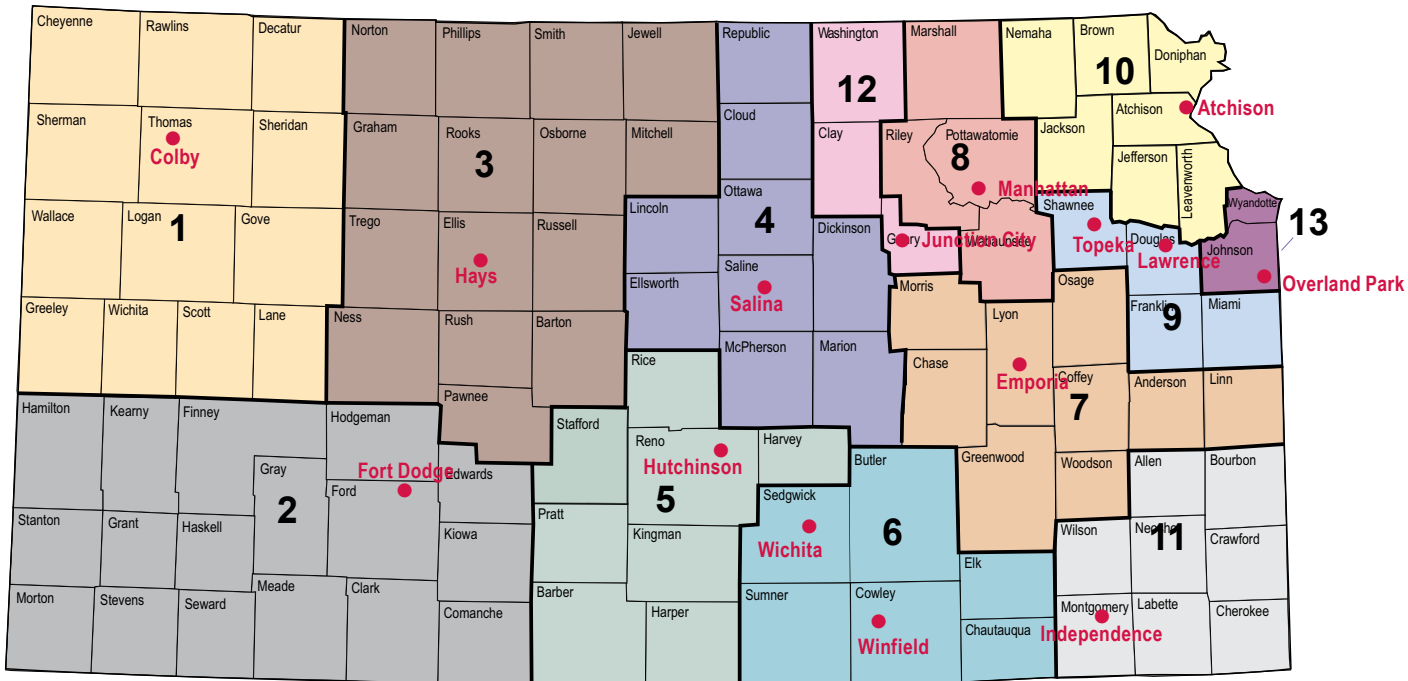 Cheyenne
Rawlins
Decatur
Norton
Phillips
Smith
Jewell
Republic
Washington
Marshall
Nemaha
Brown
Doniphan
12
10
Sherman
Thomas
Colby
Sheridan
Graham
Rooks
Osborne
Mitchell
Cloud
Clay
Riley
Pottawatomie
Jackson
Atchison
Atchison
3
8
Jefferson
Leavenworth
Manhattan
Ottawa
Shawnee
Wyandotte
Wallace
Logan
Gove
1
Trego
Ellis
Russell
Hays
Lincoln
4
Dickinson
Geary
Junction City
Wabaunsee
Topeka
Douglas
Lawrence
Johnson
13
Overland Park
Ellsworth
Saline
Salina
Morris
Osage
Franklin
9
Miami
Greeley
Wichita
Scott
Lane
Ness
Rush
Barton
McPherson
Marion
Lyon
Rice
Chase
Emporia
Coffey
7
Anderson
Linn
Pawnee
Hamilton
Kearny
Finney
Hodgeman
Stafford
Reno
Hutchinson
Harvey
Butler
Greenwood
Woodson
Allen
Bourbon
Gray
Fort Dodge
Edwards
Ford
2
5
Sedgwick
Wichita
6
Stanton
Grant
Haskell
Kiowa
Pratt
Kingman
Wilson
Neosho
11
Crawford
Elk
Morton
Stevens
Seward
Meade
Clark
Comanche
Barber
Harper
Sumner
Cowley
Winfield
Chautauqua
Montgomery
Independence
Labette
Cherokee